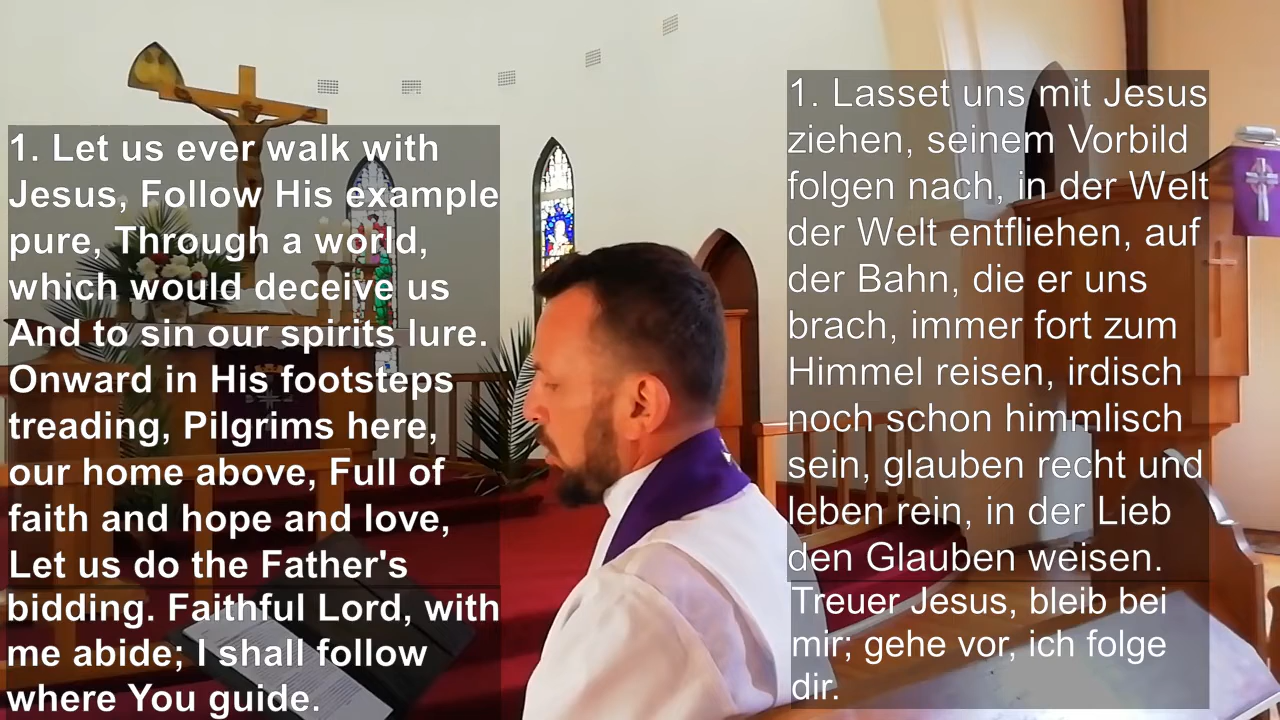 1. Let us ever walk with
Jesus, Follow His example
pure, Through a world,
which would deceive us
And to sin our spirits lure.
Onward in His footsteps
treading, Pilgrims here,
our home above, Full of
faith and hope and love,
Let us do the Father's
bidding. Faithful Lord, with
me abide; I shall follow
where You guide.
1. Lasset uns mit Jesus
ziehen, seinem Vorbild
folgen nach, in der Welt
der Welt entfliehen, auf
der Bahn, die er uns
brach, immer fort zum
Himmel reisen, irdisch
noch schon himmlisch
sein, glauben recht und
leben rein, in der Lieb
den Glauben weisen.
Treuer Jesus, bleib bei
mir; gehe vor, ich folge
dir.